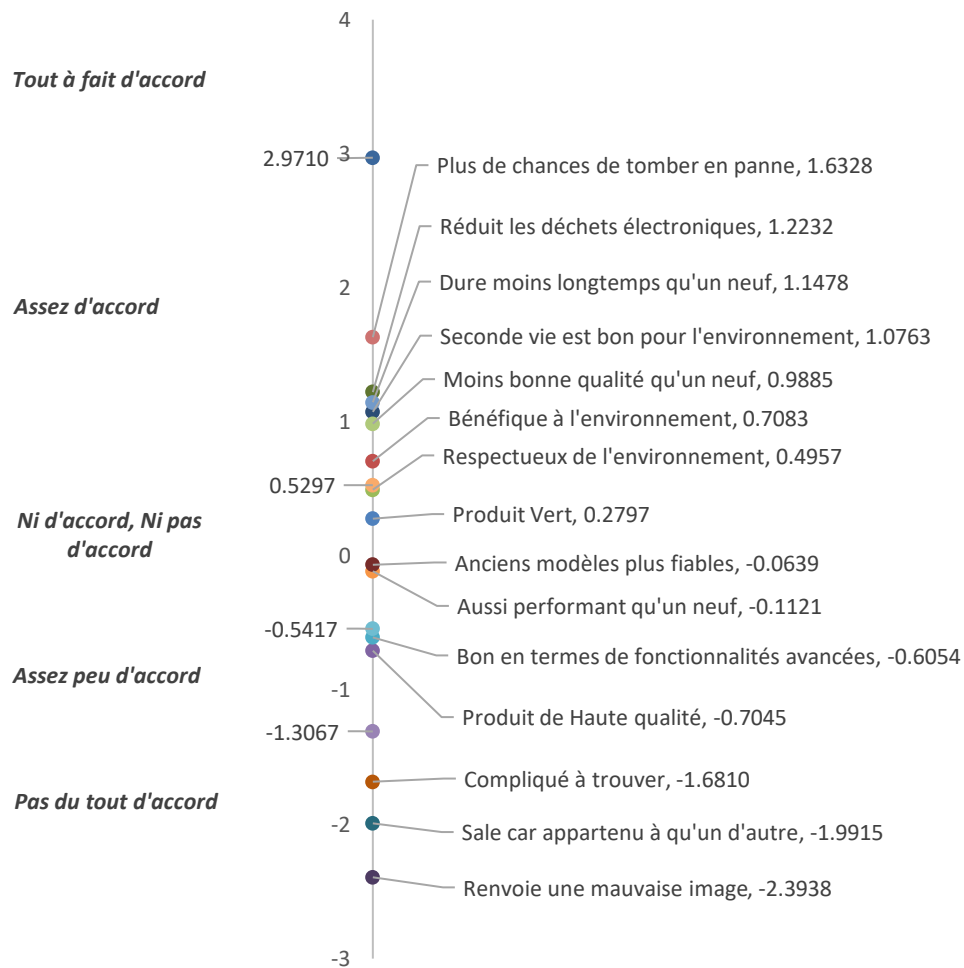 4
Tout à fait d'accord
2.9710
3
Plus de chances de tomber en panne, 1.6328
Réduit les déchets électroniques, 1.2232
2
Dure moins longtemps qu'un neuf, 1.1478
Assez d'accord
Seconde vie est bon pour l'environnement, 1.0763
Moins bonne qualité qu'un neuf, 0.9885
1
Bénéfique à l'environnement, 0.7083
Respectueux de l'environnement, 0.4957
0.5297
Produit Vert, 0.2797
Ni d'accord, Ni pas
d'accord
0
Anciens modèles plus fiables, -0.0639
Aussi performant qu'un neuf, -0.1121
-0.5417
Bon en termes de fonctionnalités avancées, -0.6054
Assez peu d'accord
-1
Produit de Haute qualité, -0.7045
-1.3067
Compliqué à trouver, -1.6810
Pas du tout d'accord
-2
Sale car appartenu à qu'un d'autre, -1.9915
Renvoie une mauvaise image, -2.3938
-3